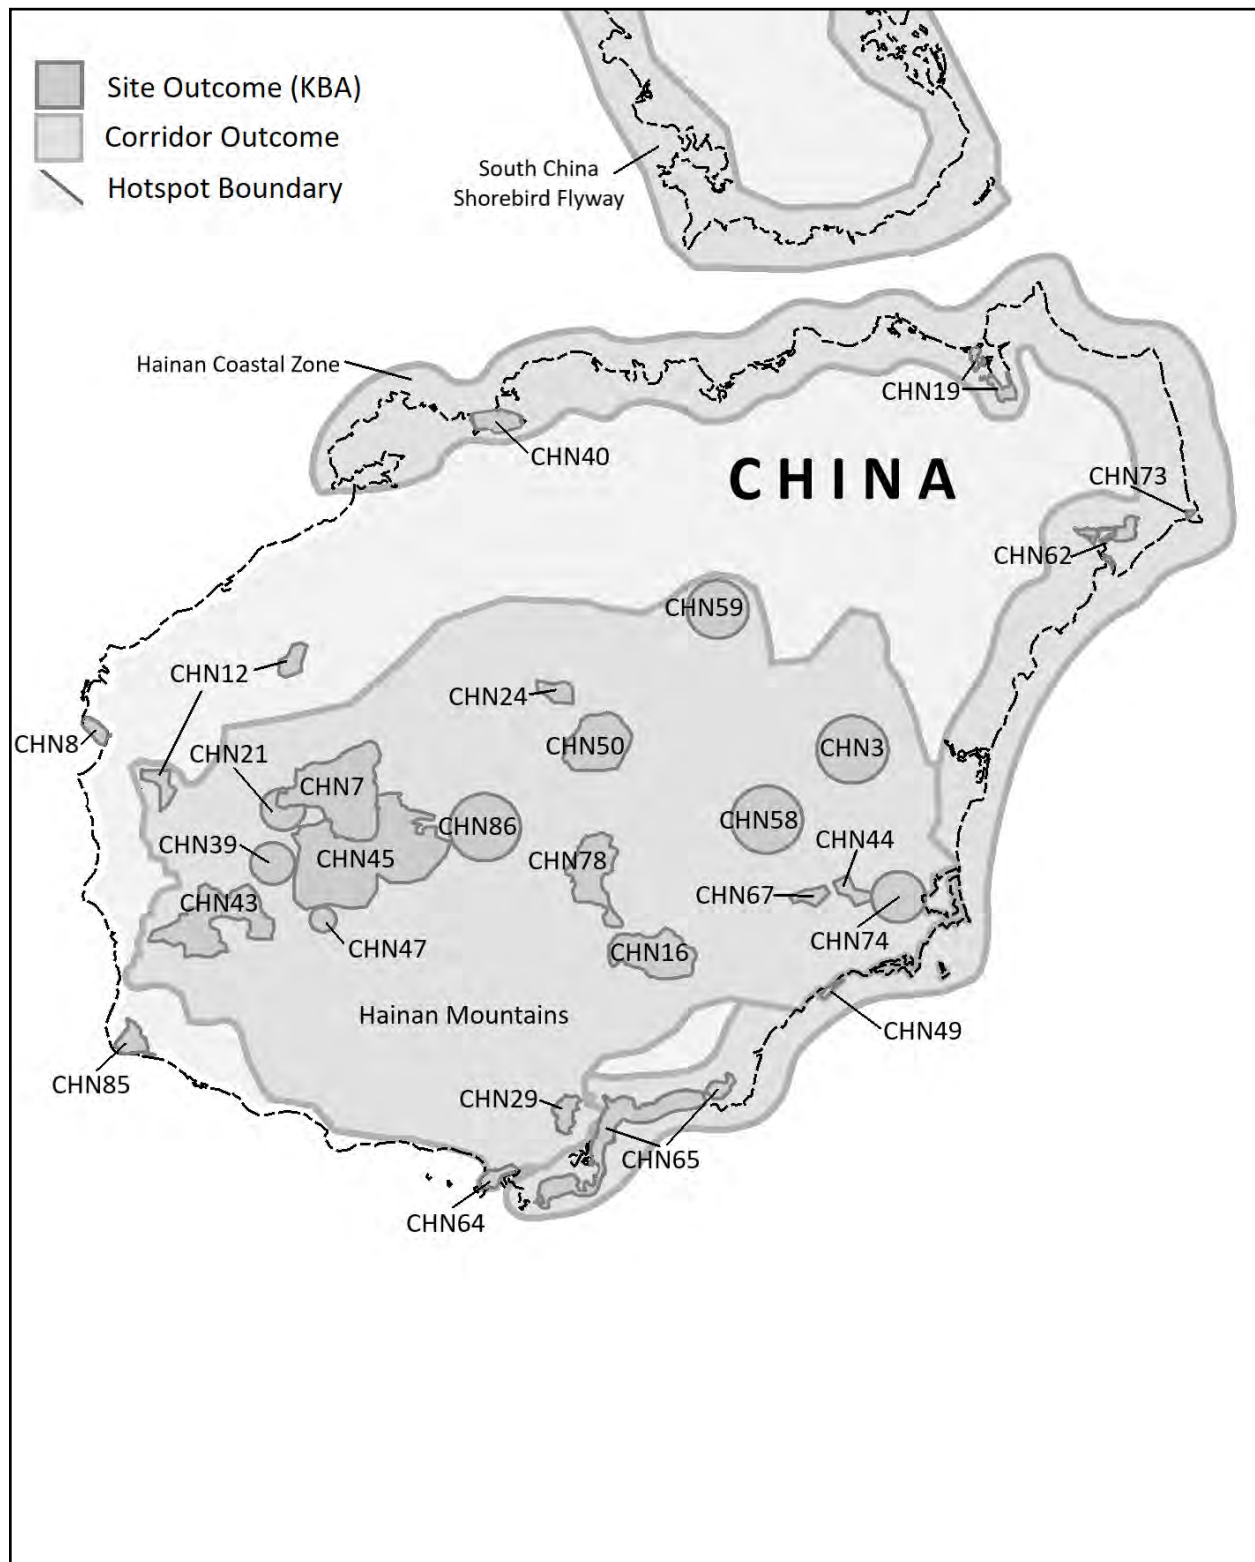 Site Outcome (KBA)
Corridor Outcome
Hotspot Boundary
South China
Shorebird Flyway
Hainan Coastal Zone
CHN19
CHN40
CHINA
CHN73
CHN62
CHN59
CHN12
CHN24
CHN8
CHN21
CHN50
CHN3
CHN7
CHN86
CHN58
CHN39
CHN45
CHN78
CHN44
CHN43
CHN67
CHN47
CHN16
CHN74
Hainan Mountains
CHN49
CHN85
CHN29
CHN65
CHN64